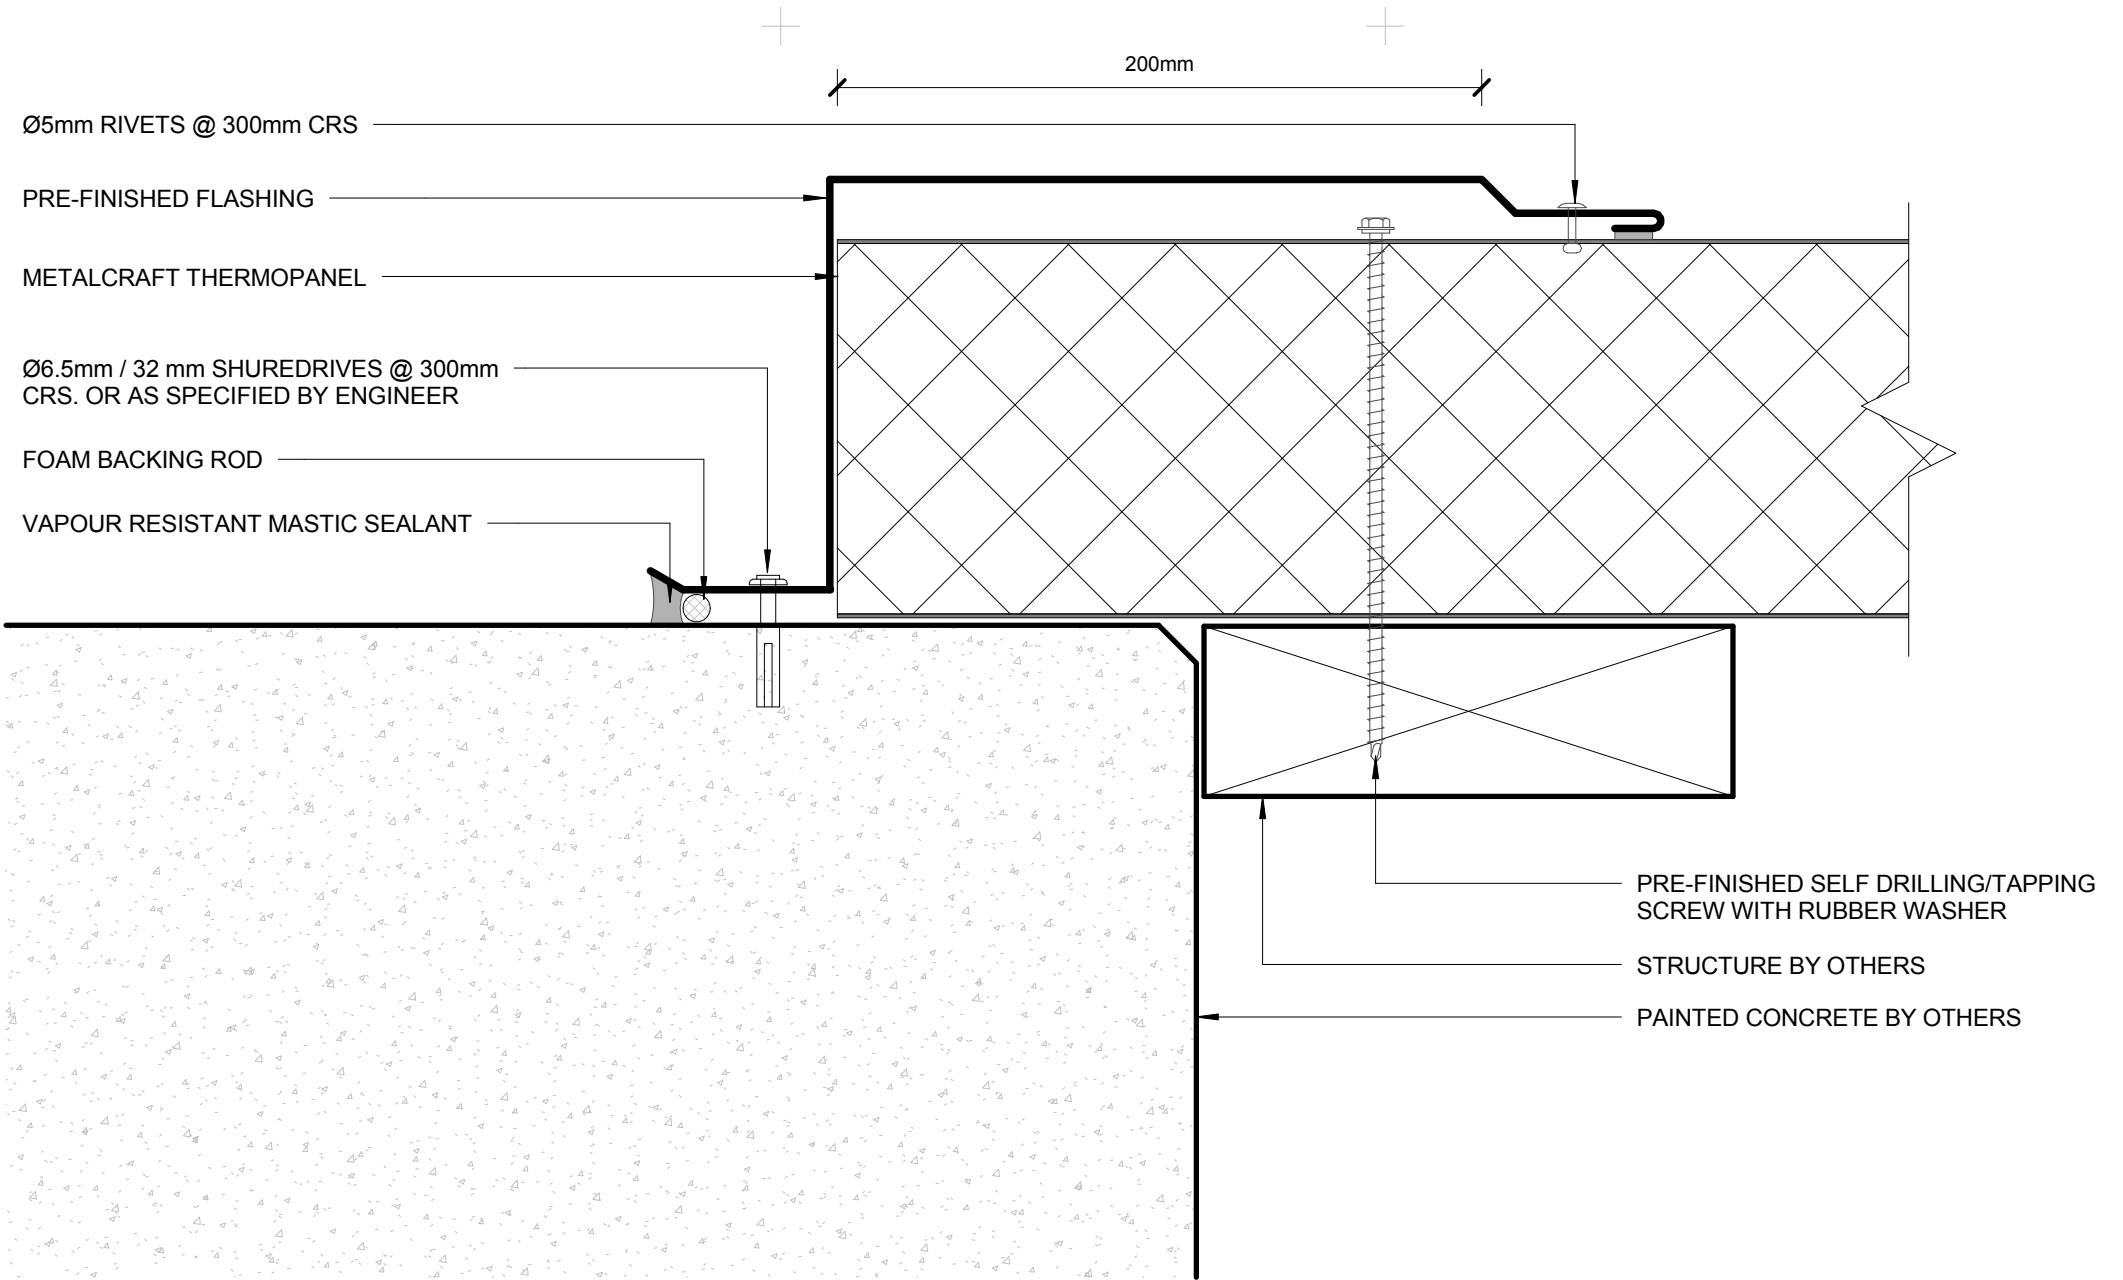 200mm
Ø5mm RIVETS @ 300mm CRS
PRE-FINISHED FLASHING
METALCRAFT THERMOPANEL
Ø6.5mm / 32 mm SHUREDRIVES @ 300mm
CRS. OR AS SPECIFIED BY ENGINEER
FOAM BACKING ROD
VAPOUR RESISTANT MASTIC SEALANT
PRE-FINISHED SELF DRILLING/TAPPING
SCREW WITH RUBBER WASHER
STRUCTURE BY OTHERS
PAINTED CONCRETE BY OTHERS